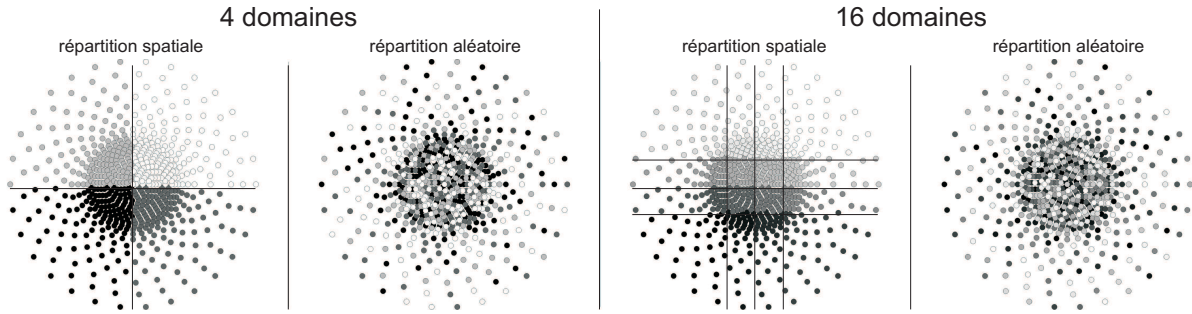 4 domaines
16 domaines
répartition spatiale
répartition aléatoire
répartition spatiale
répartition aléatoire